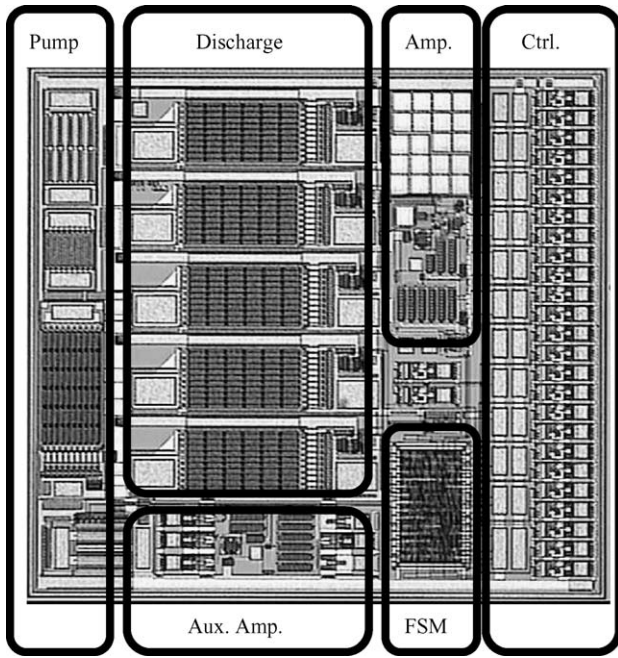 Pump
Discharge
Amp.
Ctrl.
Aux. Amp.
FSM